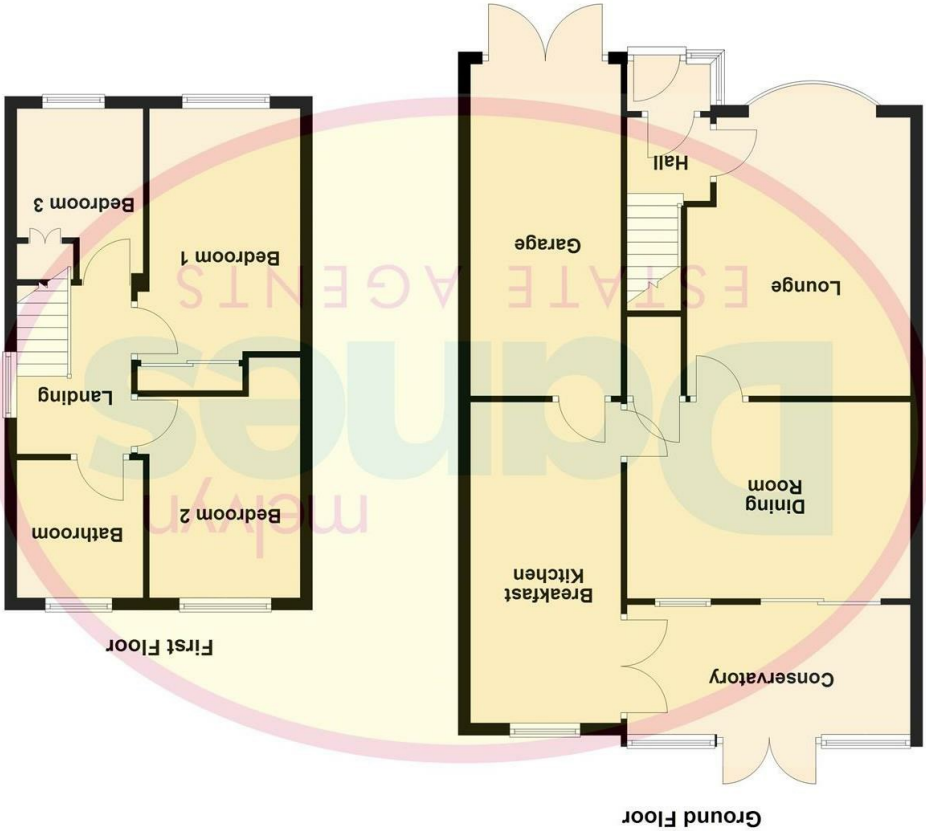 Ground Floor
Conservatory
Breakfast
Kitchen
Dining
Room
Lounge
Garage
Hall
First Floor
Bedroom 2
Bathroom
Landing
Bedroom 1
Bedroom 3
melvyn
Danes
ESTATE AGENTS